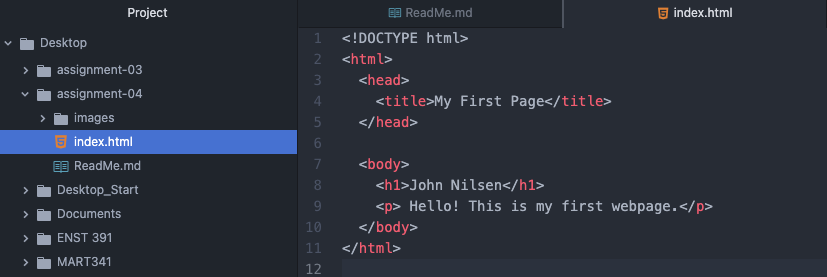 Project
Desktop
assignment-03
assignment-04
images
index.html
ReadMe.md
Desktop_Start
Documents
ENST 391
MART341
ReadMe.md
index.html
1 <!DOCTYPE html>
2 <html>
3   <head>
4     <title>My First Page</title>
5   </head>
6
7   <body>
8     <h1>John Nilsen</h1>
9     <p> Hello! This is my first webpage.</p>
10   </body>
11 </html>
12